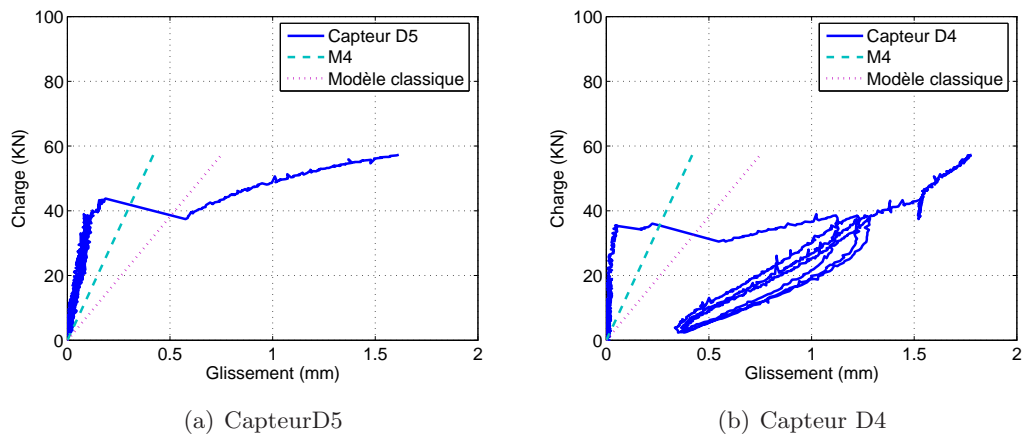 100
80
60
40
20
0
Charge (KN)
0
0.5
1
1.5
2
Glissement (mm)
Capteur D5
M4
Modèle classique
(a) CapteurD5
100
80
60
40
20
0
Charge (KN)
0
0.5
1
1.5
2
Glissement (mm)
Capteur D4
M4
Modèle classique
(b) Capteur D4